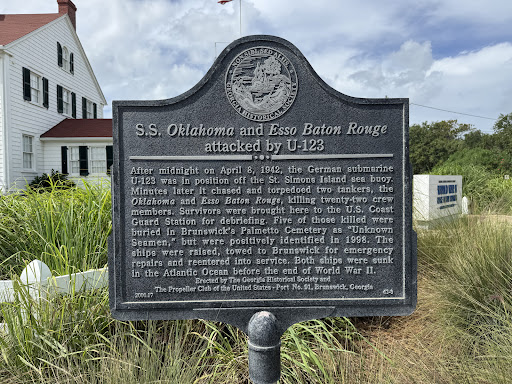 S.S. Oklahoma and Esso Baton Rouge
attacked by U-123
After midnight on April 8, 1942, the German submarine
U-123 was in position off the St. Simons Island sea buoy.
Minutes later it chased and torpedoed two tankers, the
Oklahoma and Esso Baton Rouge, killing twenty-two crew
members. Survivors were brought here to the U.S. Coast
Guard Station for debriefing. Five of those killed were
buried in Brunswick's Palmetto Cemetery as "Unknown
Seamen," but were positively identified in 1998. The
ships were raised, towed to Brunswick for emergency
repairs and reentered into service. Both ships were sunk
in the Atlantic Ocean before the end of World War II.
Erected by The Georgia Historical Society and
The Propeller Club of the United States - Port No. 91, Brunswick, Georgia